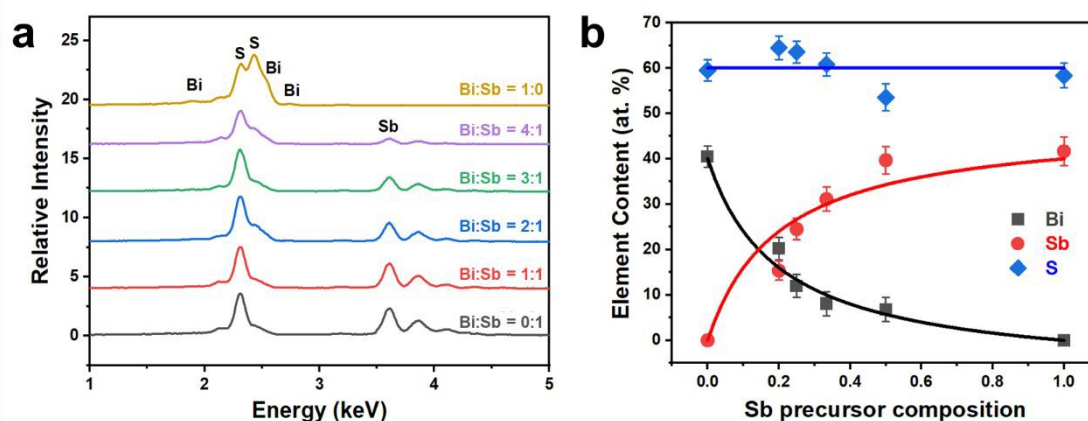 a
25
20
15
10
5
0
Relative Intensity
Bi
S
S
Bi
Bi
Sb
Bi:Sb = 1:0
Bi:Sb = 4:1
Bi:Sb = 3:1
Bi:Sb = 2:1
Bi:Sb = 1:1
Bi:Sb = 0:1
1
2
3
4
5
Energy (keV)
b
70
60
50
40
30
20
10
0
Element Content (at. %)
Bi
Sb
S
0.0
0.2
0.4
0.6
0.8
1.0
Sb precursor composition